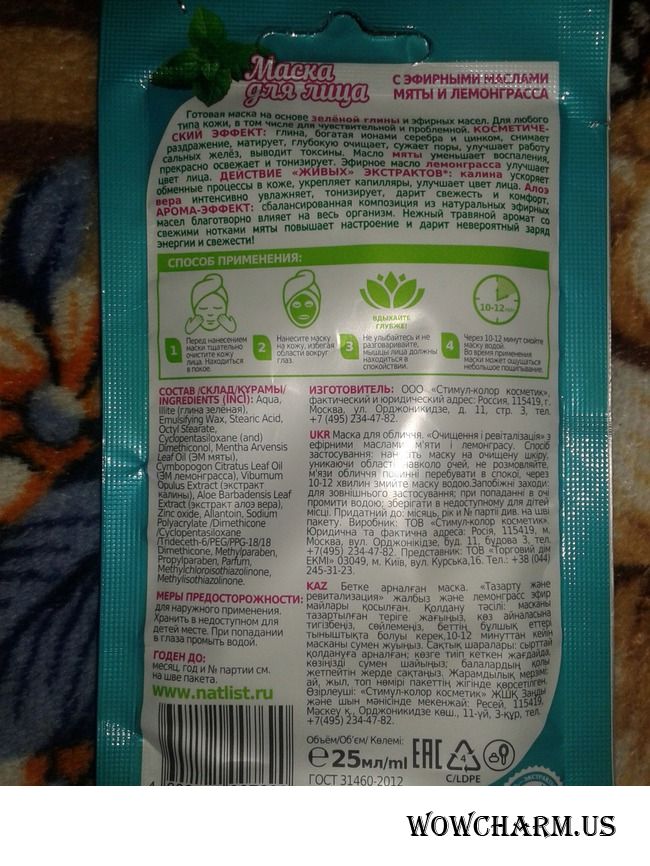 Маска
для лица
С ЭФИРНЫМИ МАСЛАМИ
МЯТЫ И ЛЕМОНГРАССА
Готовая маска на основе зелёной глины и эфирных масел. Для любого
типа кожи, в том числе для чувствительной и проблемной. КОСМЕТИЧЕ-
СКИЙ ЭФФЕКТ: глина, богатая ионами серебра и цинком, снимает
раздражение, матирует, глубокую очищает, сужает поры, улучшает работу
сальных желёз, выводит токсины. Масло мяты уменьшает воспаления,
прекрасно освежает и тонизирует. Эфирное масло лемонграсса улучшает
цвет лица. ДЕЙСТВИЕ «ЖИВЫХ» ЭКСТРАКТОВ*: калина ускоряет
обменные процессы в коже, укрепляет капилляры, улучшает цвет лица. Алоэ
вера интенсивно увлажняет, тонизирует, дарит свежесть и комфорт.
АРОМА-ЭФФЕКТ: сбалансированная композиция из натуральных эфирных
масел благотворно влияет на весь организм. Нежный травяной аромат со
свежими нотками мяты повышает настроение и дарит невероятный заряд
энергии и свежести!
СПОСОБ ПРИМЕНЕНИЯ:
ВДЫХАЙТЕ
ГЛУБЖЕ!
10-12
1 Перед нанесением
маски тщательно
очистите кожу
лица. Находиться
в покое.
2 Нанесите маску
на кожу, избегая
области вокруг
глаз.
3 Не улыбайтесь и не
разговаривайте,
мышцы лица должны
находиться в
спокойствии.
4 Через 10-12 минут смойте
маску водой.
Во время применения
маски может ощущаться
небольшое пощипывание.
СОСТАВ /СКЛАД/ҚҰРАМЫ/
INGREDIENTS (INCI): Aqua,
Illite (глина зелёная),
Emulsifying Wax, Stearic Acid,
Octyl Stearate,
Cyclopentasiloxane (and)
Dimethiconol, Mentha Arvensis
Leaf Oil (ЭМ мяты),
Cymbopogon Citratus Leaf Oil
(ЭМ лемонграсса), Viburnum
Opulus Extract (экстракт
калины), Aloe Barbadensis Leaf
Extract (экстракт алоэ вера),
Zinc oxide, Allantoin, Sodium
Polyacrylate /Dimethicone
/Cyclopentasiloxane
/Trideceth-6/PEG/PPG-18/18
Dimethicone, Methylparaben,
Propylparaben, Parfum,
Methylchloroisothiazolinone,
Methylisothiazolinone.
МЕРЫ ПРЕДОСТОРОЖНОСТИ:
для наружного применения.
Хранить в недоступном для
детей месте. При попадании
в глаза промыть водой.
ГОДЕН ДО:
месяц, год и № партии см.
на шве пакета.
www.natlist.ru
ИЗГОТОВИТЕЛЬ: ООО «Стимул-колор косметик»,
фактический и юридический адрес: Россия, 115419, г.
Москва, ул. Орджоникидзе, д. 11, стр. 3, тел.
+7 (495) 234-47-82.
UKR Маска для обличчя. «Очищення і ревіталізація» з
ефірними маслами м'яти і лемонграсу. Спосіб
застосування: нанесіть маску на очищену шкіру,
уникаючи області навколо очей, не розмовляйте,
м'язи обличчя повинні перебувати в спокої, через
10-12 хвилин змийте маску водою.Запобіжні заходи:
для зовнішнього застосування; при попаданні в очі
промити водою; зберігати в недоступному для дітей
місці. Придатний до: місяць, рік и № партії див. на шві
пакету. Виробник: ТОВ «Стимул-колор косметик».
Юридична та фактична адреса: Росія, 115419, м.
Москва, вул. Орджонікідзе, буд. 11, будова 3, тел.
+7(495) 234-47-82. Представник: ТОВ «Торговий дім
ЕКМІ» 03049, м. Київ, вул. Курська,16. Тел.: +38 (044)
245-31-23.
KAZ Бетке арналған маска. «Тазарту және
ревитализация» жалбыз және лемонграсс эфир
майлары қосылған. Қолдану тәсілі: масканы
тазартылған теріге жағыңыз, көз айналасына
тигізбеңіз, сөйлемеңіз, беттің бұлшық еттері
тыныштықта болуы керек,10-12 минуттан кейін
масканы сумен жуыңыз. Сақтық шаралары: сырттай
қолдануға арналған; көзге тиіп кеткен жағдайда,
көзіңізді сумен шайыңыз; балалардың қолы
жетпейтін жерде сақтаңыз. Жарамдылық мерзімі:
ай, жыл, топ нөмірі пакеттің жігінде көрсетілген.
Өзірлеуші: «Стимул-колор косметик» ЖШҚ Заңды
және шын мәнісінде мекенжай: Ресей, 115419,
Мәскеу қ. Орджоникидзе көш., 11-үй, 3-құр, тел.
+7(495) 234-47-82.
Объём/Об'єм/ Көлемі:
℮ 25мл/ml EAC 4
C/LDPE
ГОСТ 31460-2012
WOWCHARM.US